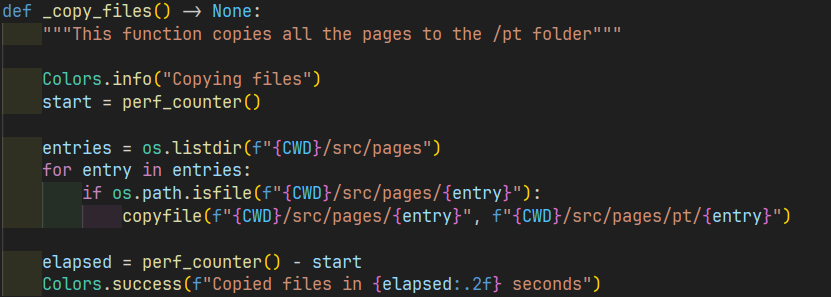 def _copy_files() -> None:
    """This function copies all the pages to the /pt folder"""
    Colors.info("Copying files")
    start = perf_counter()
    entries = os.listdir(f"{CWD}/src/pages")
    for entry in entries:
        if os.path.isfile(f"{CWD}/src/pages/{entry}"):
            copyfile(f"{CWD}/src/pages/{entry}", f"{CWD}/src/pages/pt/{entry}")
    elapsed = perf_counter() - start
    Colors.success(f"Copied files in {elapsed:.2f} seconds")